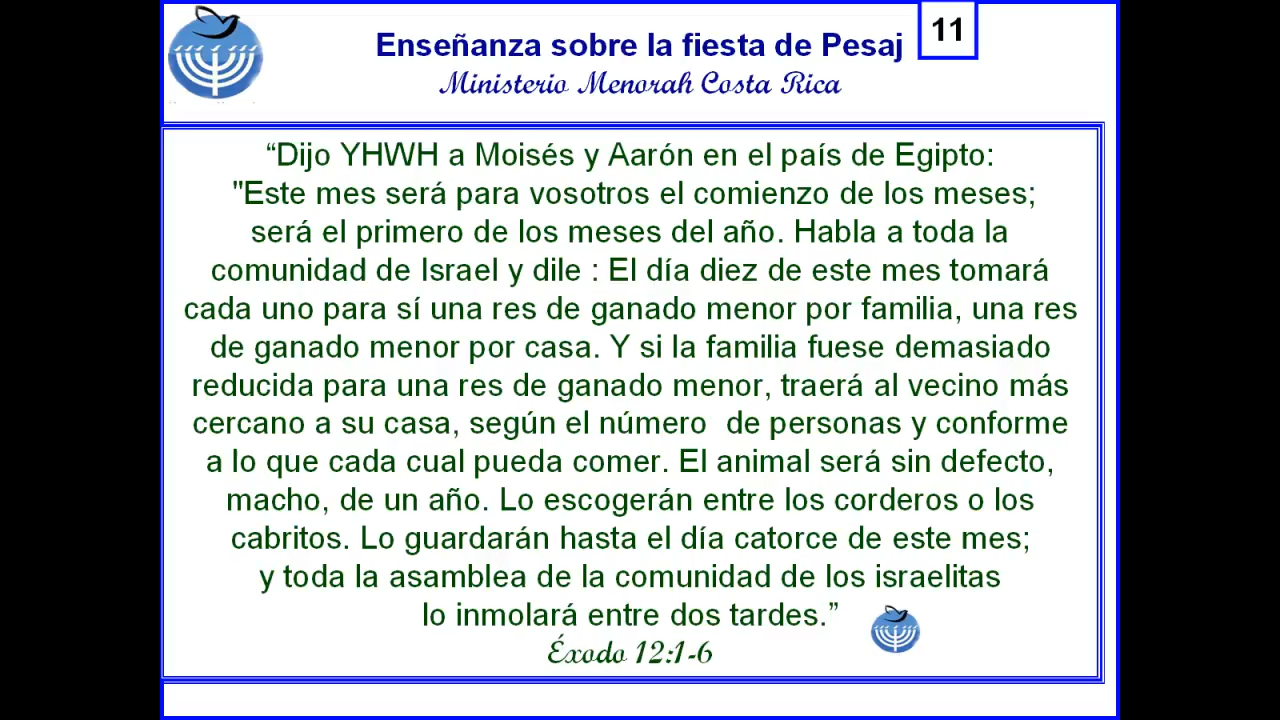 Enseñanza sobre la fiesta de Pesaj
11
Ministerio Menorah Costa Rica
“Dijo YHWH a Moisés y Aarón en el país de Egipto:
"Este mes será para vosotros el comienzo de los meses;
será el primero de los meses del año. Habla a toda la
comunidad de Israel y dile : El día diez de este mes tomará
cada uno para sí una res de ganado menor por familia, una res
de ganado menor por casa. Y si la familia fuese demasiado
reducida para una res de ganado menor, traerá al vecino más
cercano a su casa, según el número  de personas y conforme
a lo que cada cual pueda comer. El animal será sin defecto,
macho, de un año. Lo escogerán entre los corderos o los
cabritos. Lo guardarán hasta el día catorce de este mes;
y toda la asamblea de la comunidad de los israelitas
lo inmolará entre dos tardes.”
Éxodo 12:1-6